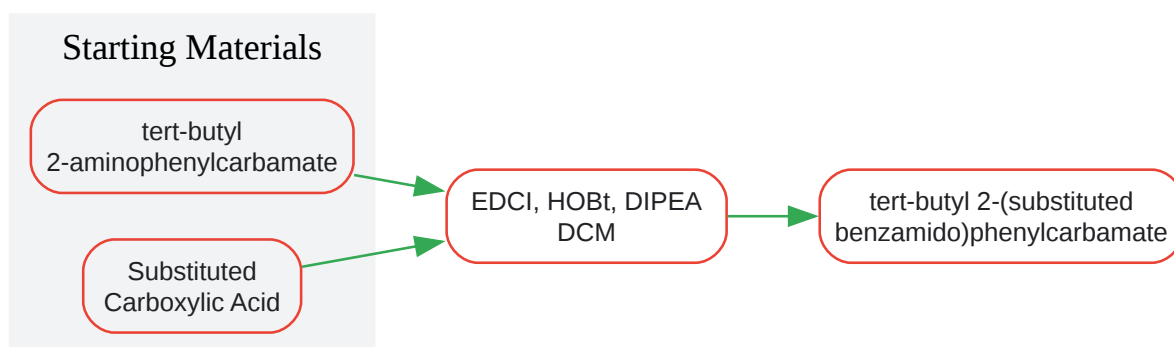 Starting Materials
tert-butyl
2-aminophenylcarbamate
Substituted
Carboxylic Acid
EDCI, HOBt, DIPEA
DCM
tert-butyl 2-(substituted
benzamido)phenylcarbamate